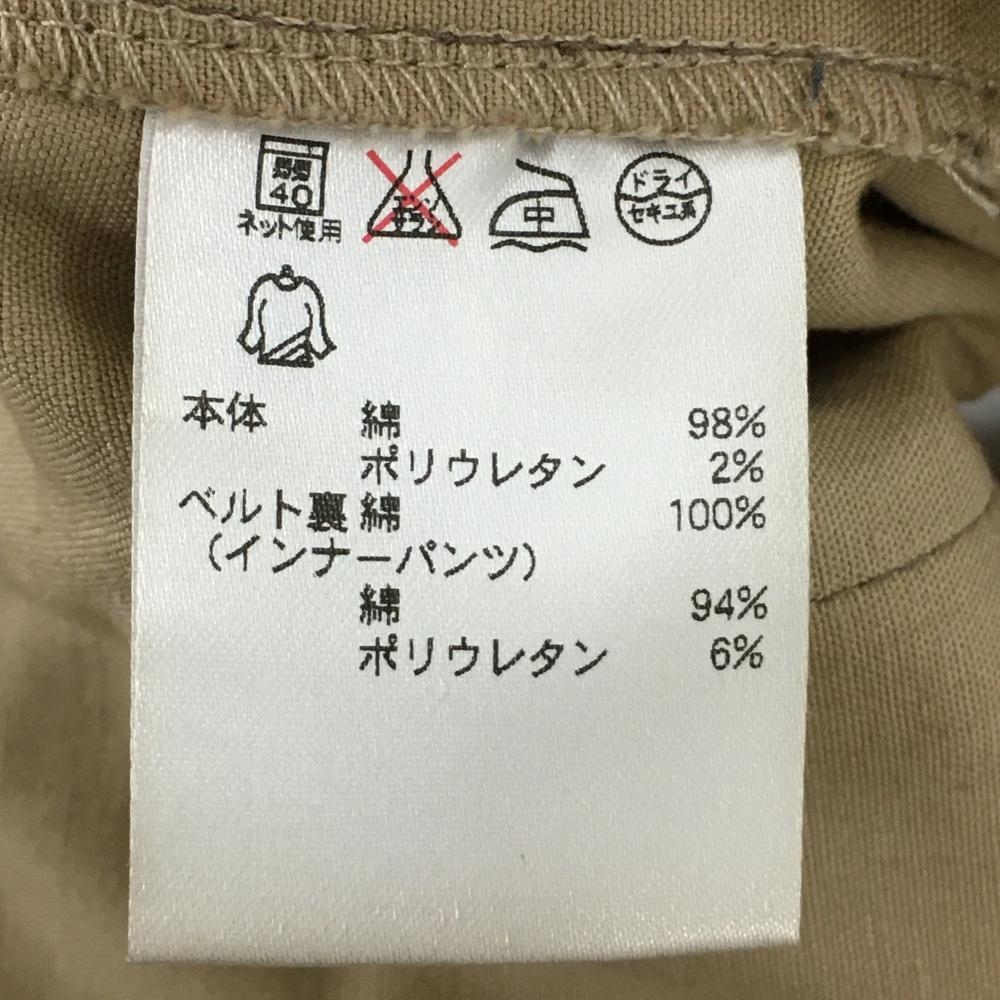 弱 40
ネット使用
エンソ
サラシ
中
ドライ
セキユ系
本体 綿 98%
ポリウレタン 2%
ベルト裏 綿 100%
（インナーパンツ）
綿 94%
ポリウレタン 6%